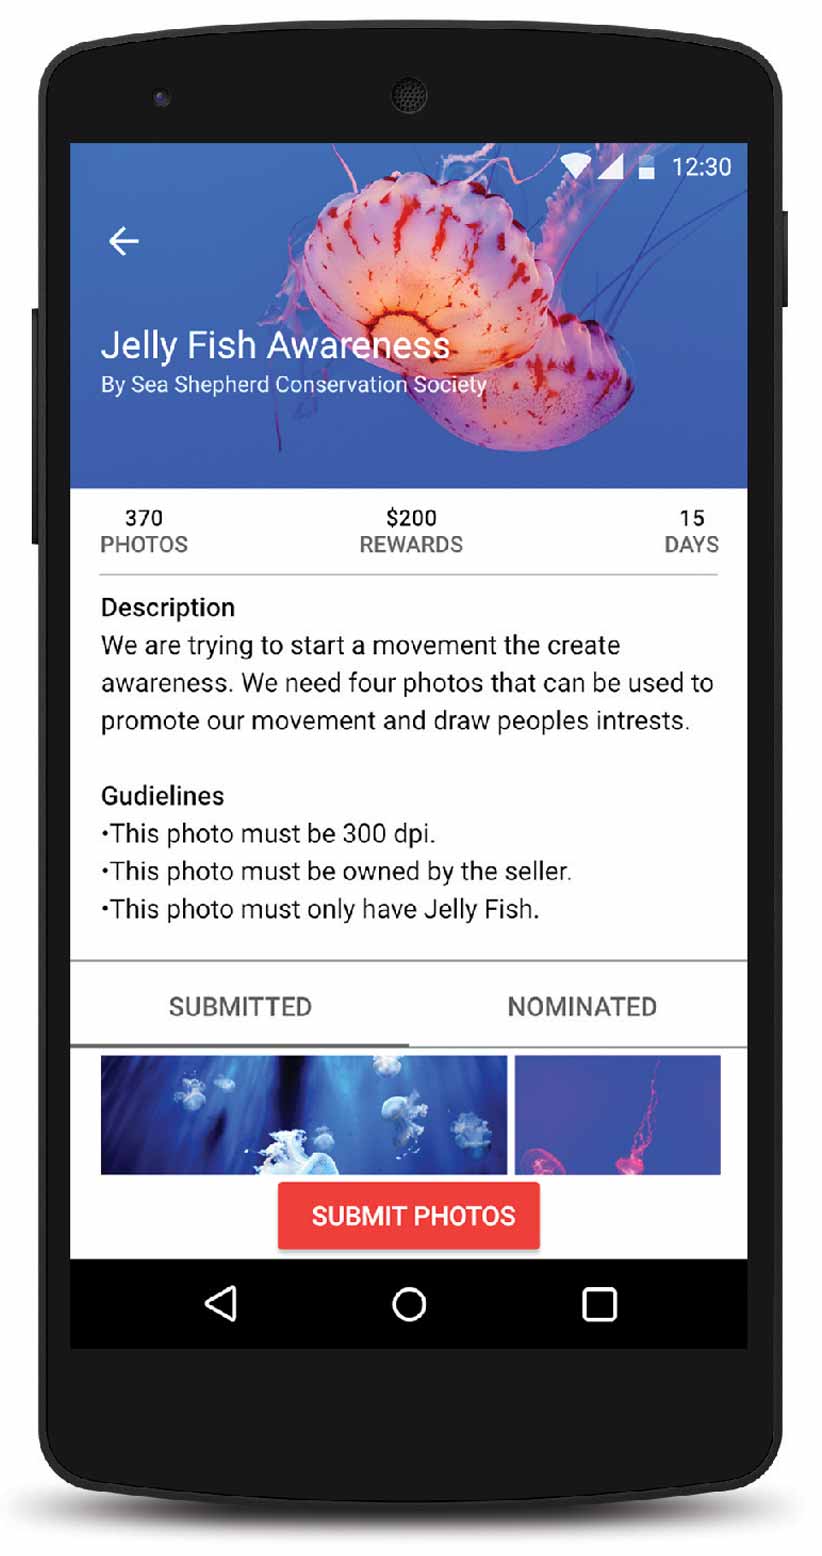 12:30
Jelly Fish Awareness
By Sea Shepherd Conservation Society
370 $200 15
PHOTOS REWARDS DAYS
Description
We are trying to start a movement the create
awareness. We need four photos that can be used to
promote our movement and draw peoples intrests.
Gudielines
•This photo must be 300 dpi.
•This photo must be owned by the seller.
•This photo must only have Jelly Fish.
SUBMITTED NOMINATED
SUBMIT PHOTOS